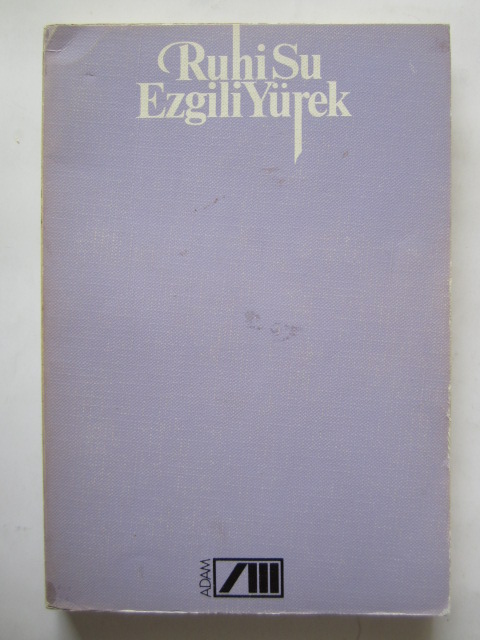 Ruhi Su
Ezgili Yürek
ADAM